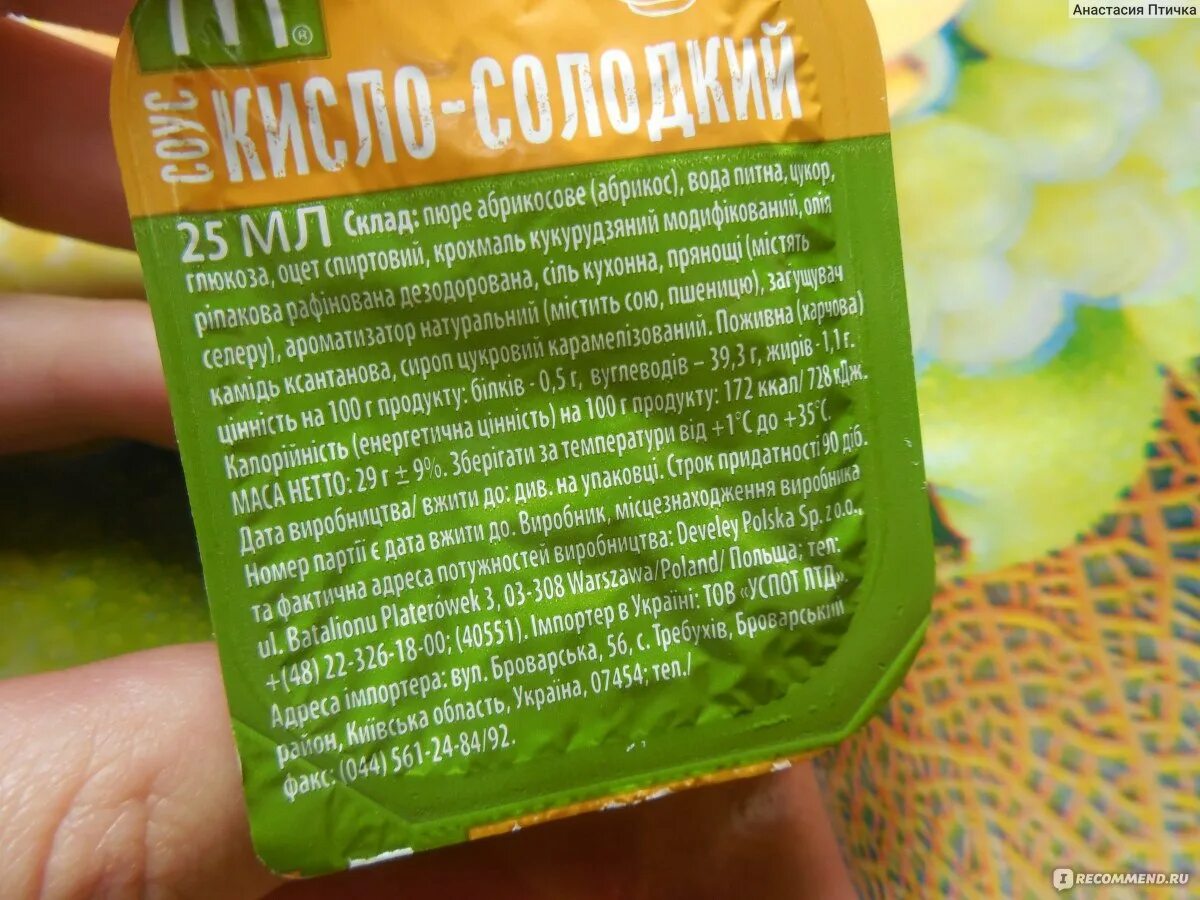 Анастасия Птичка
m®
СОУС КИСЛО-СОЛОДКИЙ
25 МЛ Склад: пюре абрикосове (абрикос), вода питна, цукор,
глюкоза, оцет спиртовий, крохмаль кукурудзяний модифікований, олія
ріпакова рафінована дезодорована, сіль кухонна, прянощі (містять
селеру), ароматизатор натуральний (містить сою, пшеницю), загущувач
камідь ксантанова, сироп цукровий карамелізований. Поживна (харчова)
цінність на 100 г продукту: білків - 0,5 г, вуглеводів – 39,3 г, жирів - 1,1 г.
Калорійність (енергетична цінність) на 100 г продукту: 172 ккал/ 728 кДж.
МАСА НЕТТО: 29 г ± 9%. Зберігати за температури від +1°С до +35°С.
Дата виробництва/ вжити до: див. на упаковці. Строк придатності 90 діб.
Номер партії є дата вжити до. Виробник, місцезнаходження виробника
та фактична адреса потужностей виробництва: Develey Polska Sp. z o.o.,
ul. Batalionu Platerowek 3, 03-308 Warszawa/Poland/ Польща; тел:
+(48) 22-326-18-00; (40551). Імпортер в Україні: ТОВ «УСПОТ ЛТД».
Адреса імпортера: вул. Броварська, 56, с. Требухів, Броварський
район, Київська область, Україна, 07454; тел./
факс: (044) 561-24-84/92.
IRECOMMEND.RU